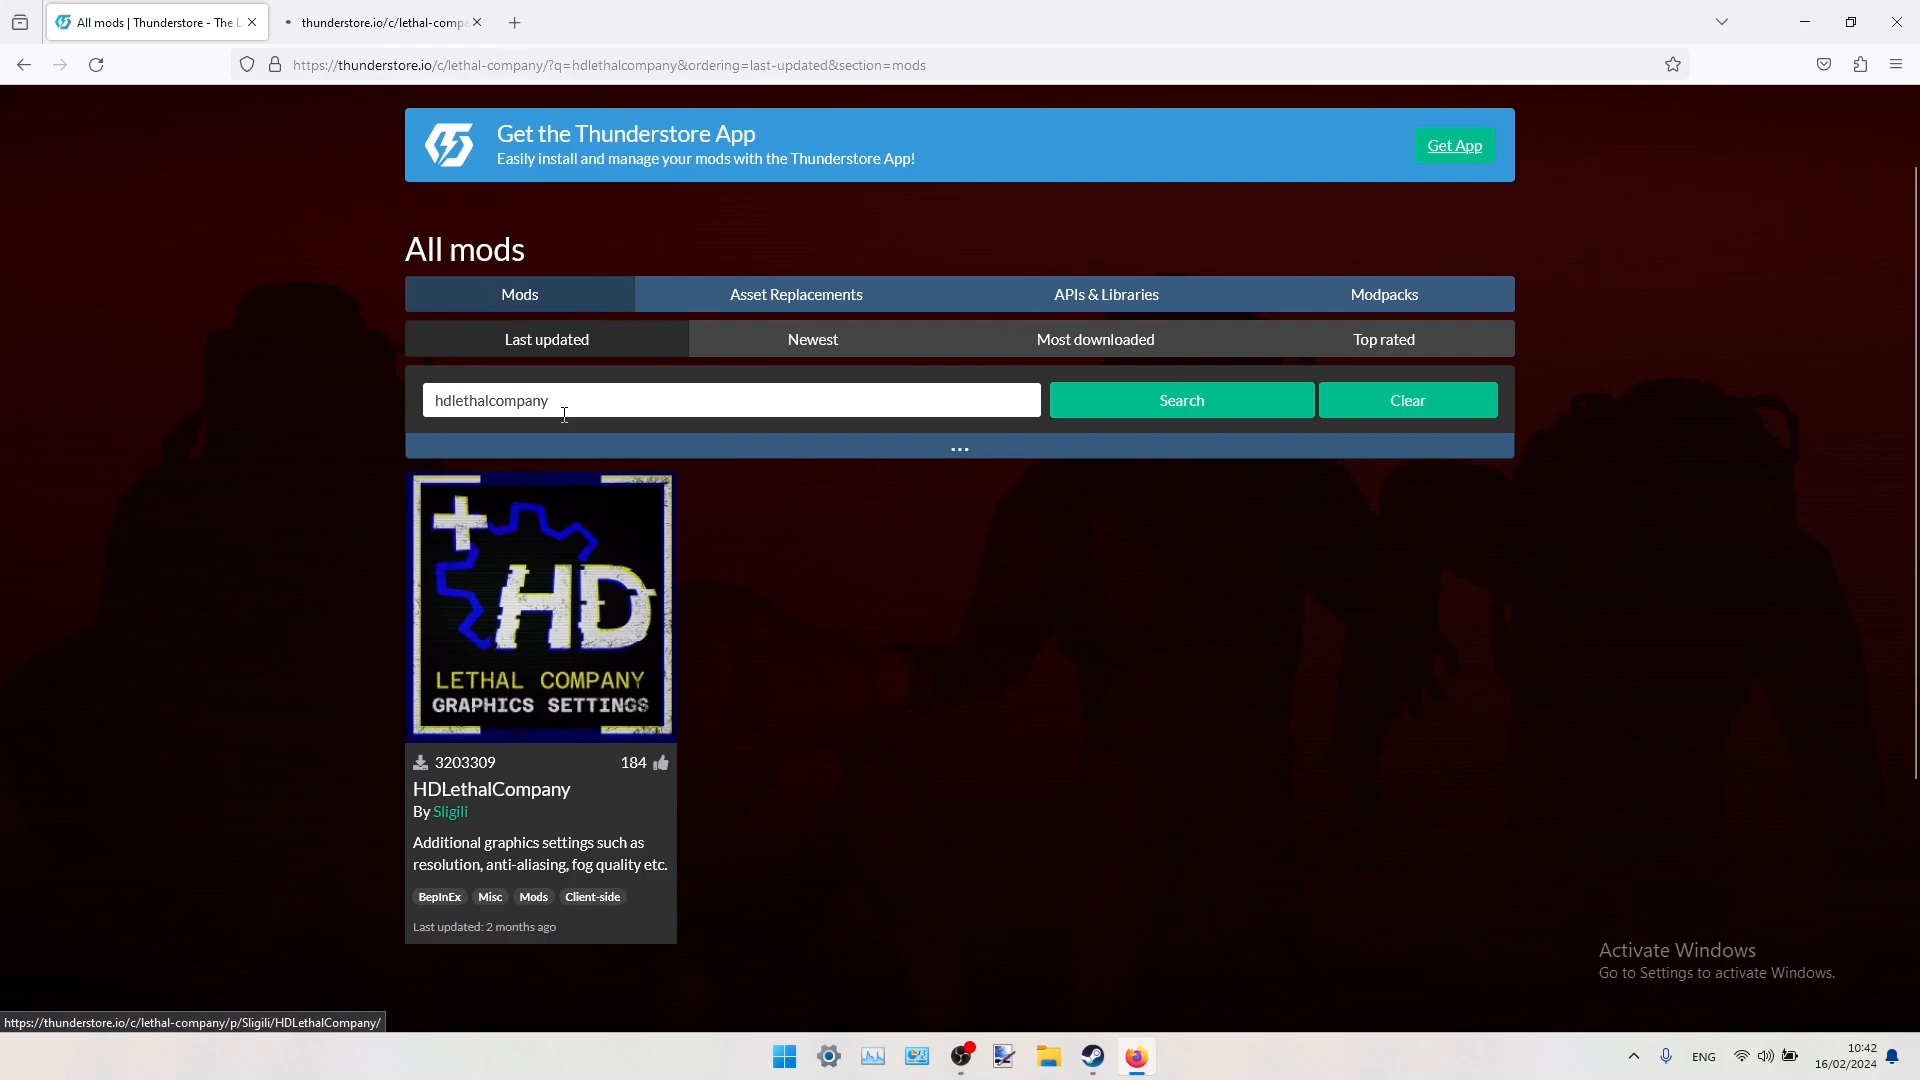 All mods | Thunderstore - The L
thunderstore.io/c/lethal-compa
https://thunderstore.io/c/lethal-company/?q=hdlethalcompany&ordering=last-updated&section=mods
Get the Thunderstore App
Easily install and manage your mods with the Thunderstore App!
Get App
All mods
Mods
Asset Replacements
APIs & Libraries
Modpacks
Last updated
Newest
Most downloaded
Top rated
hdlethalcompany
Search
Clear
...
+
HD
LETHAL COMPANY
GRAPHICS SETTINGS
3203309
184
HDLethalCompany
By Sligili
Additional graphics settings such as
resolution, anti-aliasing, fog quality etc.
BepInEx
Misc
Mods
Client-side
Last updated: 2 months ago
Activate Windows
Go to Settings to activate Windows.
https://thunderstore.io/c/lethal-company/p/Sligili/HDLethalCompany/
ENG
10:42
16/02/2024